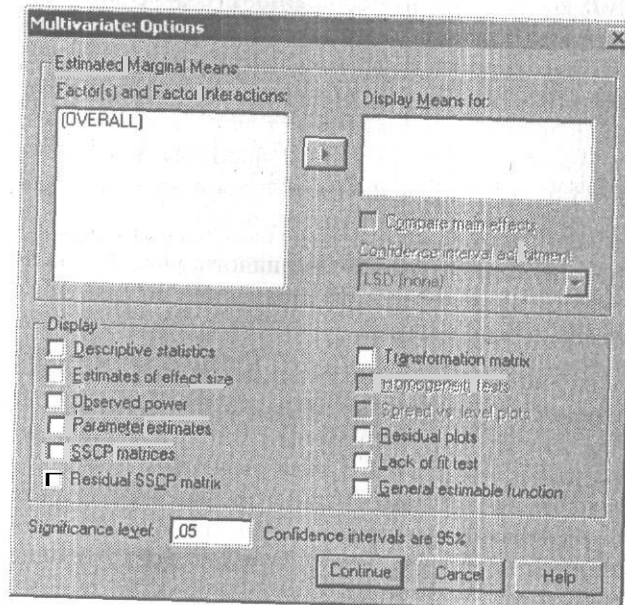 Multivariate: Options
Estimated Marginal Means
Factor(s) and Factor Interactions:
(OVERALL)
Display Means for:
Compare main effects
Confidence interval adjustment
LSD (none)
Display
Descriptive statistics
Estimates of effect size
Observed power
Parameter estimates
SSCP matrices
Residual SSCP matrix
Transformation matrix
Homogeneity tests
Spread vs. level plots
Residual plots
Lack of fit test
General estimable function
Significance level: ,05 Confidence intervals are 95%
Continue Cancel Help